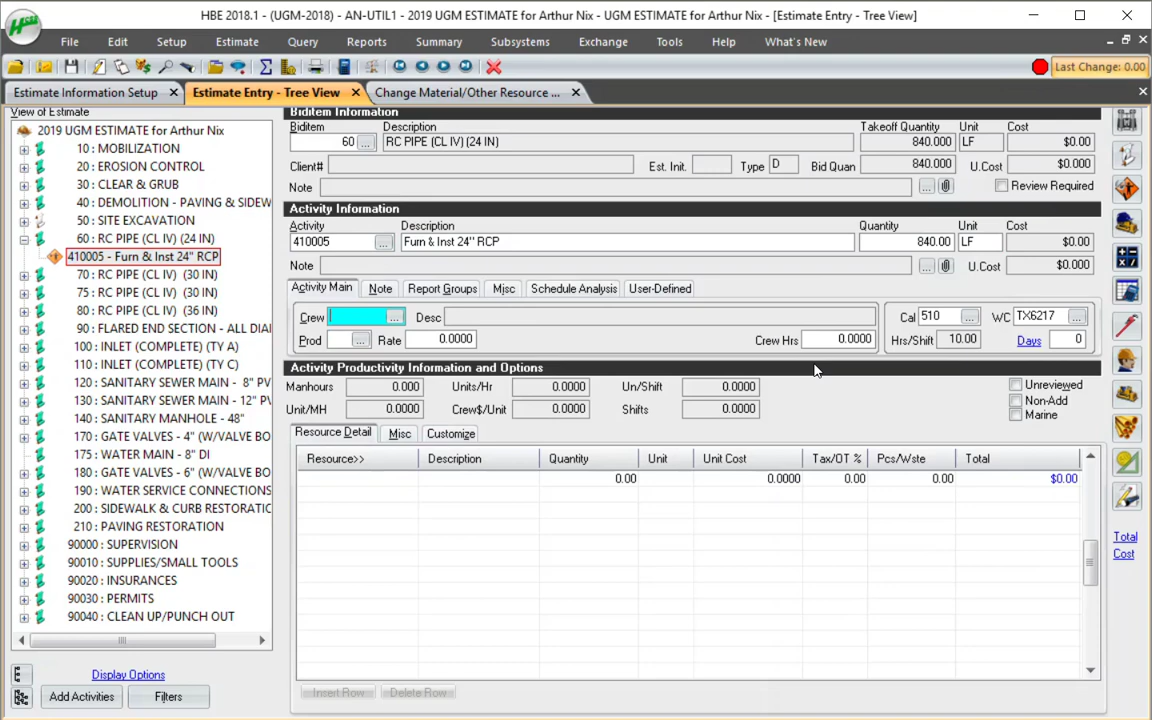 HBE 2018.1 - (UGM-2018) - AN-UTIL1 - 2019 UGM ESTIMATE for Arthur Nix - UGM ESTIMATE for Arthur Nix - [Estimate Entry - Tree View]
File Edit Setup Estimate Query Reports Summary Subsystems Exchange Tools Help What's New
Last Change: 0.00
Estimate Information Setup Estimate Entry - Tree View Change Material/Other Resource ...
View of Estimate
2019 UGM ESTIMATE for Arthur Nix
10 : MOBILIZATION
20 : EROSION CONTROL
30 : CLEAR & GRUB
40 : DEMOLITION - PAVING & SIDEW
50 : SITE EXCAVATION
60 : RC PIPE (CL IV) (24 IN)
410005 - Furn & Inst 24" RCP
70 : RC PIPE (CL IV) (30 IN)
75 : RC PIPE (CL IV) (30 IN)
80 : RC PIPE (CL IV) (36 IN)
90 : FLARED END SECTION - ALL DIA
100 : INLET (COMPLETE) (TY A)
110 : INLET (COMPLETE) (TY C)
120 : SANITARY SEWER MAIN - 8" PV
130 : SANITARY SEWER MAIN - 12" PV
140 : SANITARY MANHOLE - 48"
170 : GATE VALVES - 4" (W/VALVE BO
175 : WATER MAIN - 8" DI
180 : GATE VALVES - 6" (W/VALVE BO
190 : WATER SERVICE CONNECTIONS
200 : SIDEWALK & CURB RESTORATIO
210 : PAVING RESTORATION
90000 : SUPERVISION
90010 : SUPPLIES/SMALL TOOLS
90020 : INSURANCES
90030 : PERMITS
90040 : CLEAN UP/PUNCH OUT
Display Options
Add Activities Filters
Biditem Information
Biditem Description Takeoff Quantity Unit Cost
60 ... RC PIPE (CL IV) (24 IN) 840.000 LF $0.00
Client# Est. Init. Type D Bid Quan 840.000 U.Cost $0.000
Note ... Review Required
Activity Information
Activity Description Quantity Unit Cost
410005 ... Furn & Inst 24'' RCP 840.00 LF $0.00
Note ... U.Cost $0.000
Activity Main Note Report Groups Misc Schedule Analysis User-Defined
Crew ... Desc Cal 510 ... WC TX6217 ...
Prod ... Rate 0.0000 Crew Hrs 0.0000 Hrs/Shift 10.00 Days 0
Activity Productivity Information and Options
Manhours 0.000 Units/Hr 0.0000 Un/Shift 0.0000 Unreviewed
Non-Add
Unit/MH 0.0000 Crew$/Unit 0.0000 Shifts 0.0000 Marine
Resource Detail Misc Customize
Resource>> Description Quantity Unit Unit Cost Tax/OT % Pcs/Wste Total
0.00 0.0000 0.00 0.00 $0.00
Insert Row Delete Row
Total
Cost